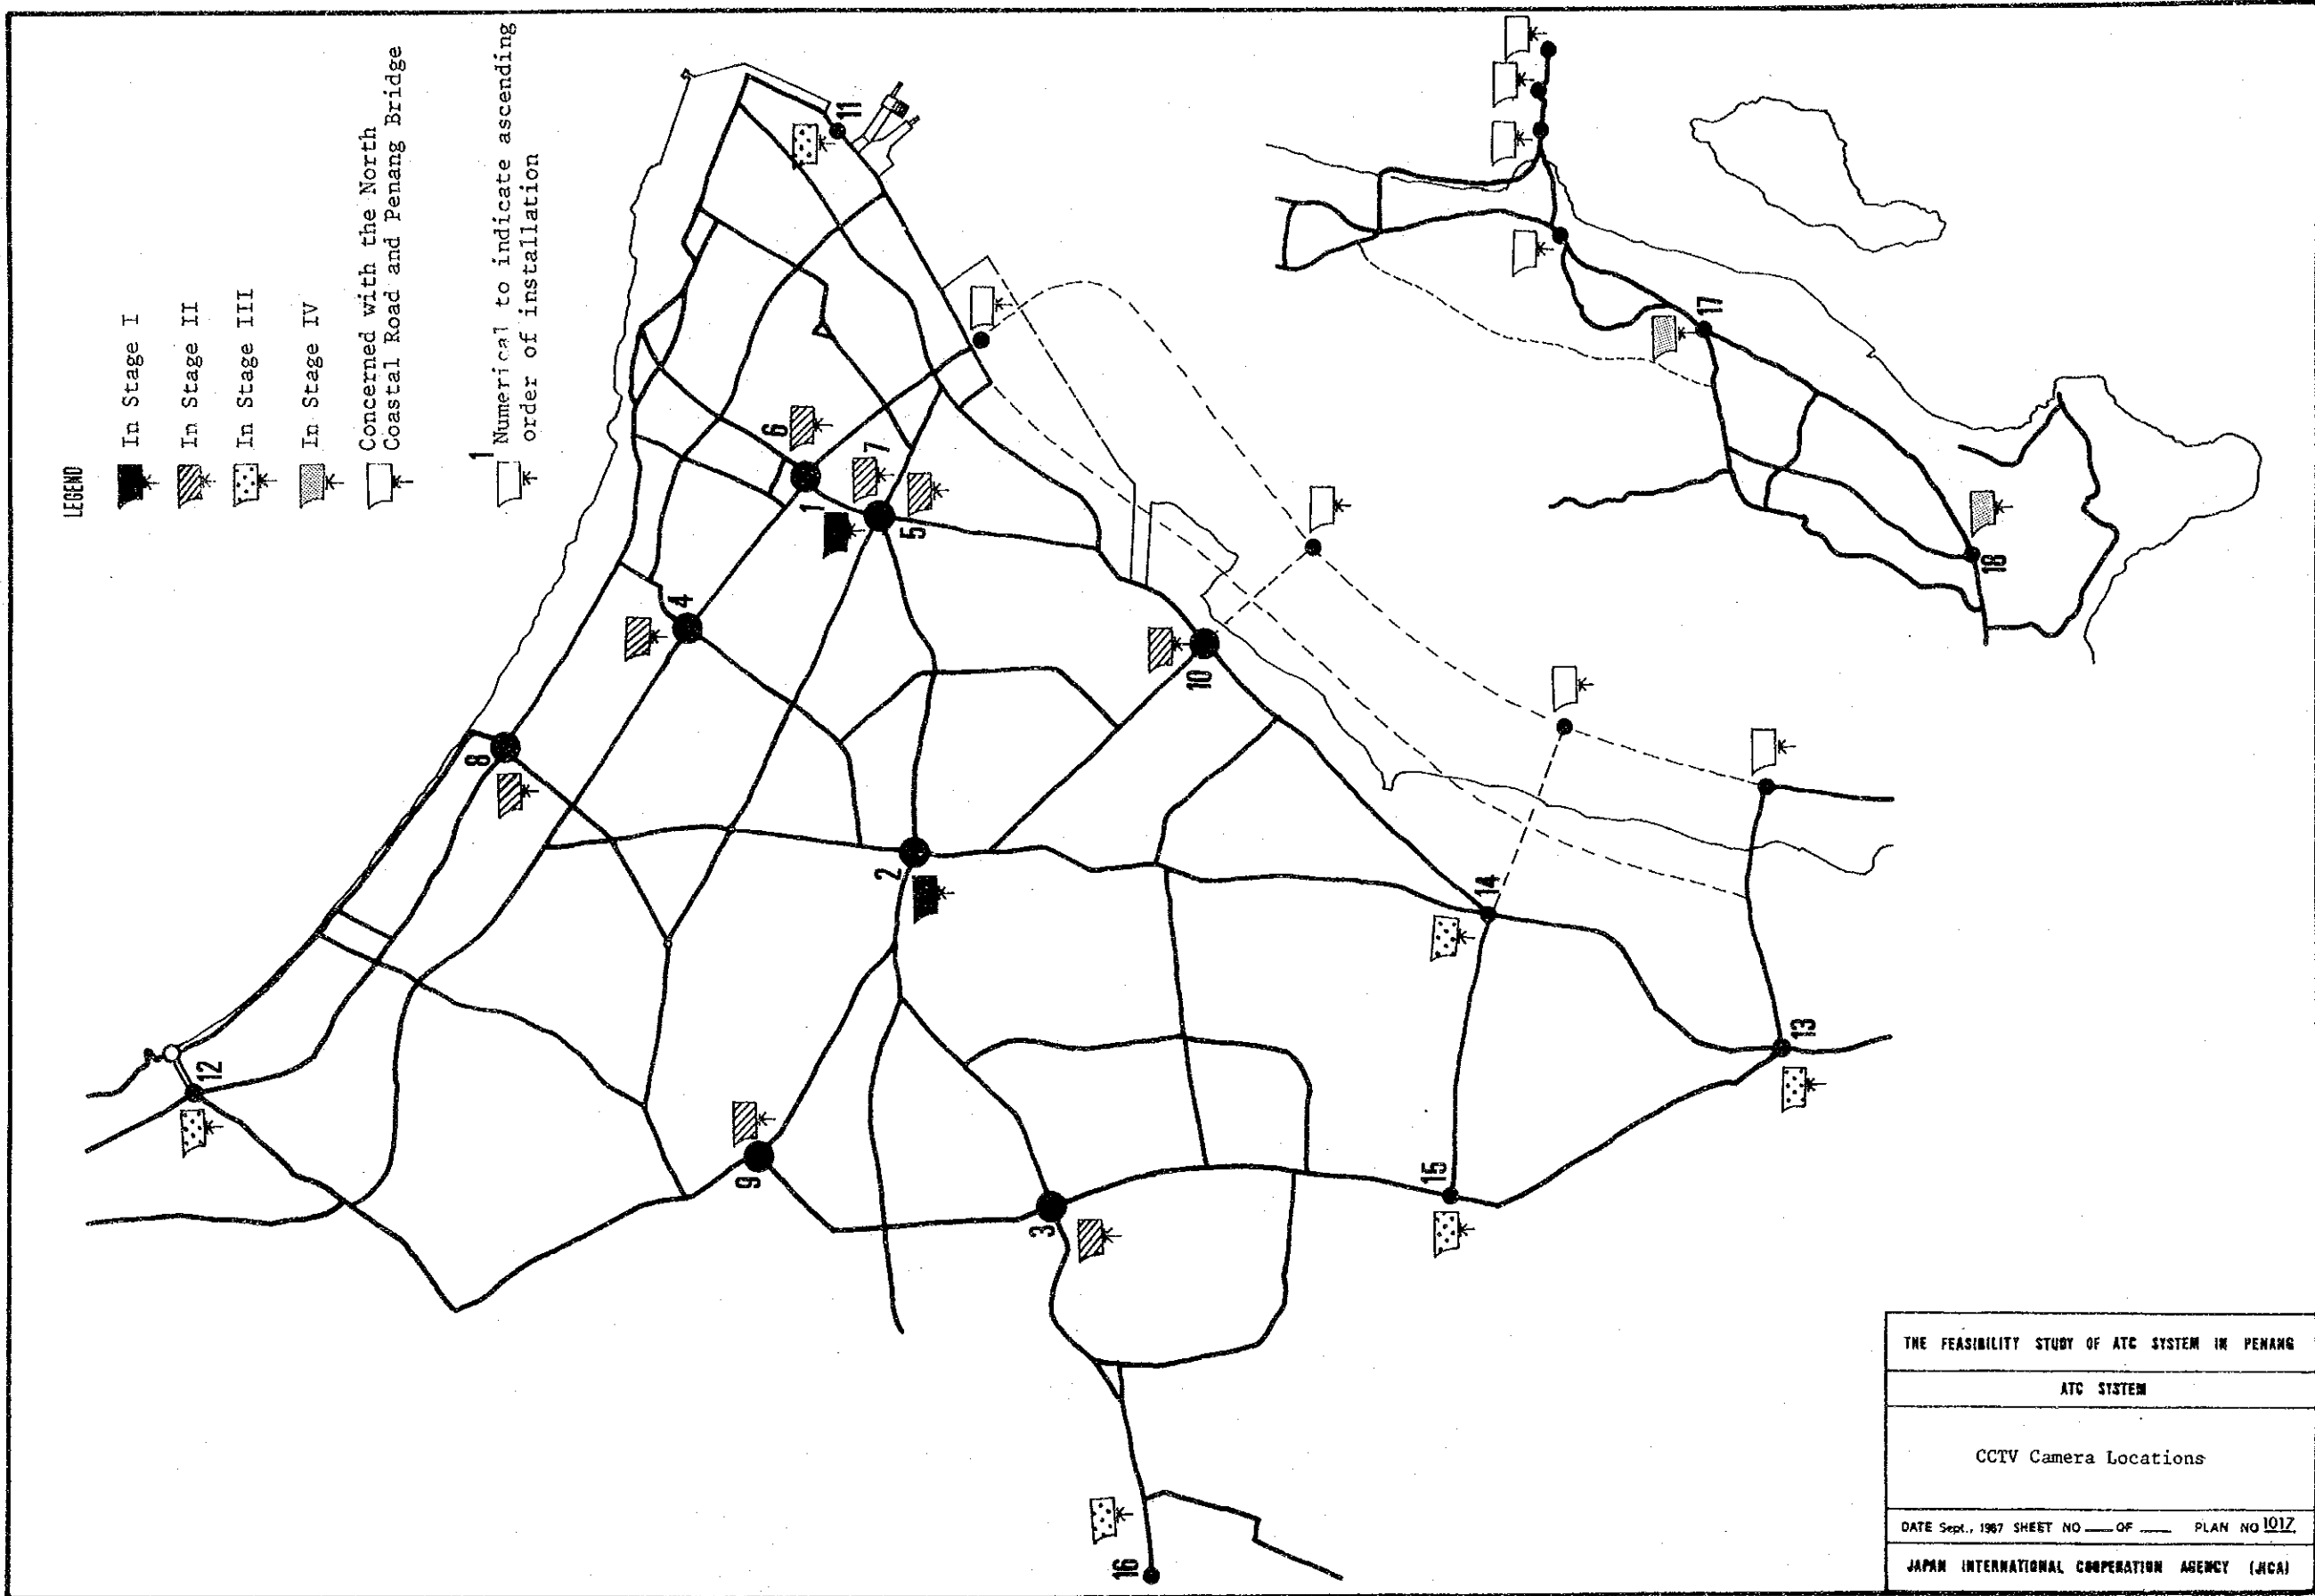 LEGEND
In Stage I
In Stage II
In Stage III
In Stage IV
Concerned with the North
Coastal Road and Penang Bridge
1
Numerical to indicate ascending
order of installation
11
6
7
1
5
4
8
10
2
12
9
3
14
13
15
16
17
18
THE FEASIBILITY STUDY OF ATC SYSTEM IN PENANG
ATC SYSTEM
CCTV Camera Locations
DATE Sept., 1987 SHEET NO ___ OF ___ PLAN NO 1017
JAPAN INTERNATIONAL COOPERATION AGENCY (JICA)